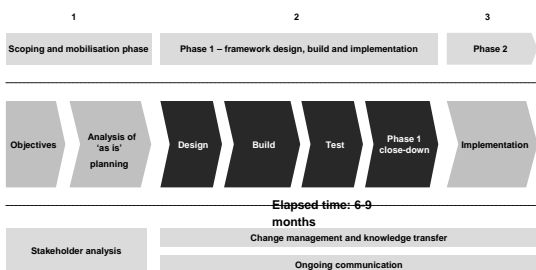 1
2
3
Scoping and mobilisation phase
Phase 1 – framework design, build and implementation
Phase 2
Objectives
Analysis of
‘as is’
planning
Design
Build
Test
Phase 1
close-down
Implementation
Elapsed time: 6-9
months
Stakeholder analysis
Change management and knowledge transfer
Ongoing communication